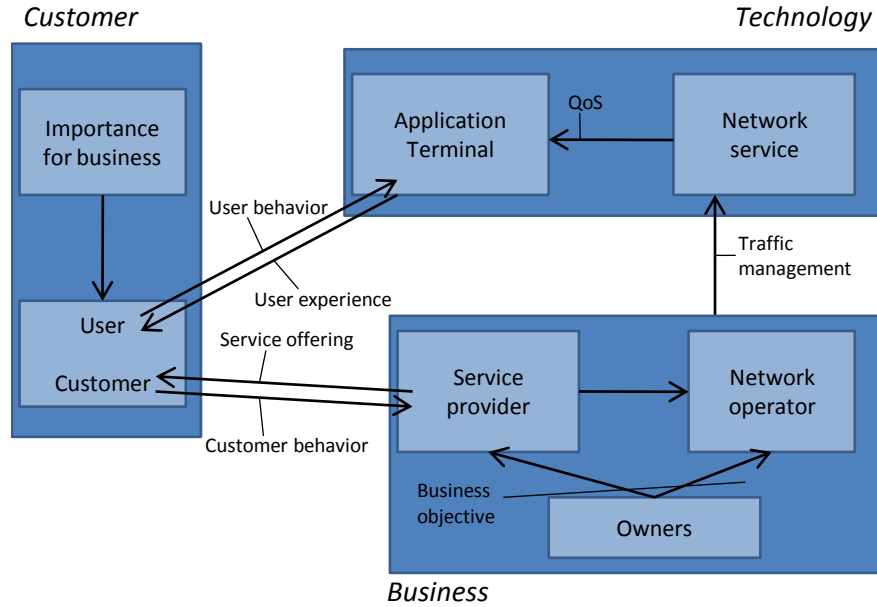 Customer
Technology
Importance
for business
Application
Terminal
QoS
Network
service
User behavior
User experience
Traffic
management
User
Customer
Service offering
Customer behavior
Service
provider
Network
operator
Business
objective
Owners
Business